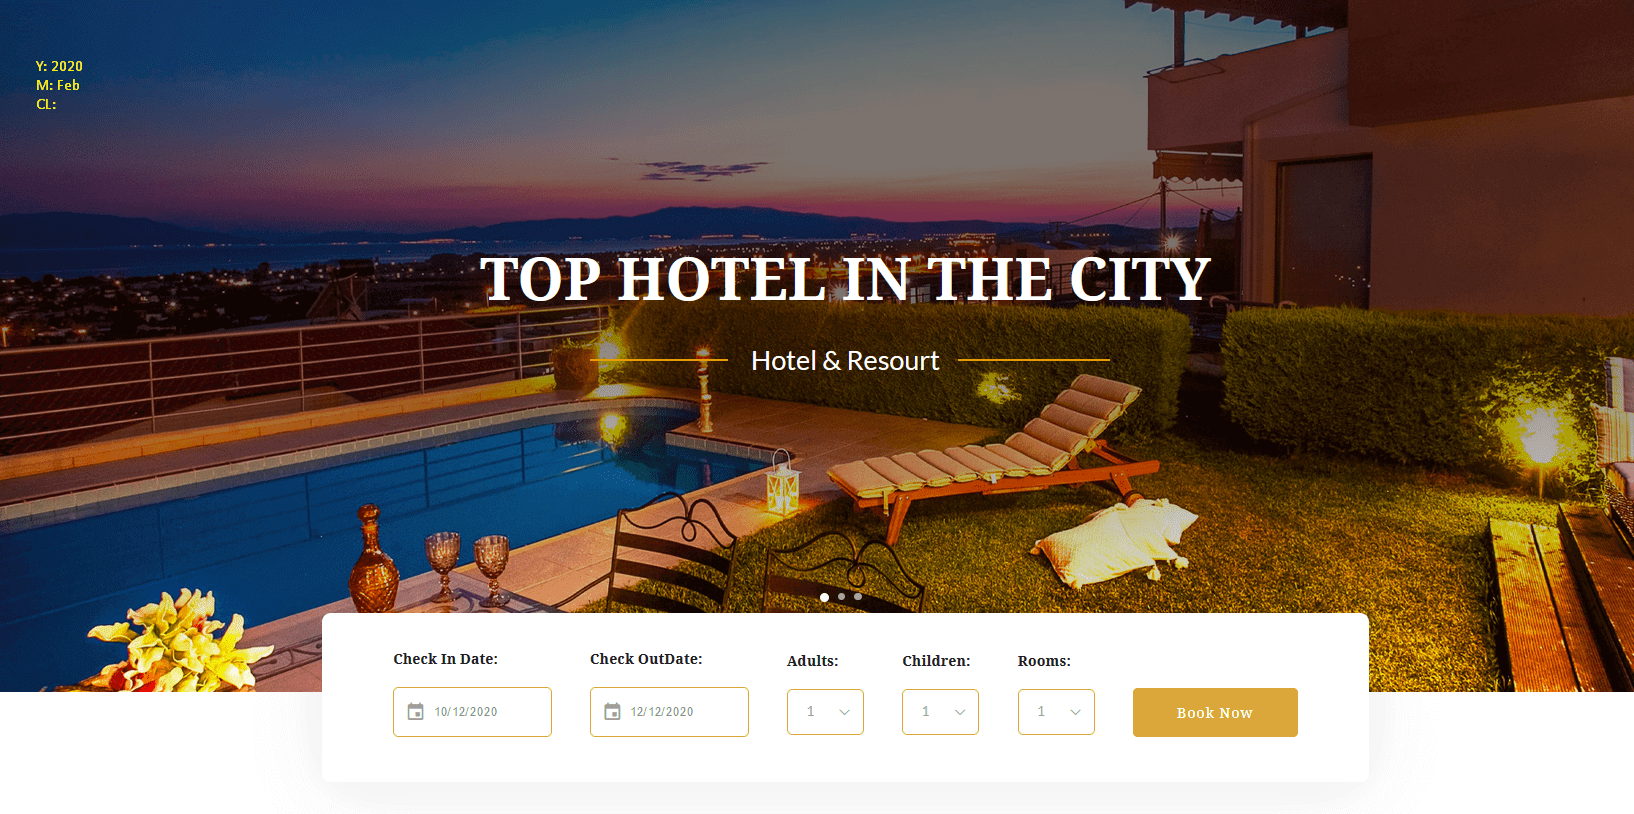 Y: 2020
M: Feb
CL:
TOP HOTEL IN THE CITY
Hotel & Resourt
Check In Date:
Check OutDate:
Adults:
Children:
Rooms:
10/12/2020
12/12/2020
1
1
1
Book Now